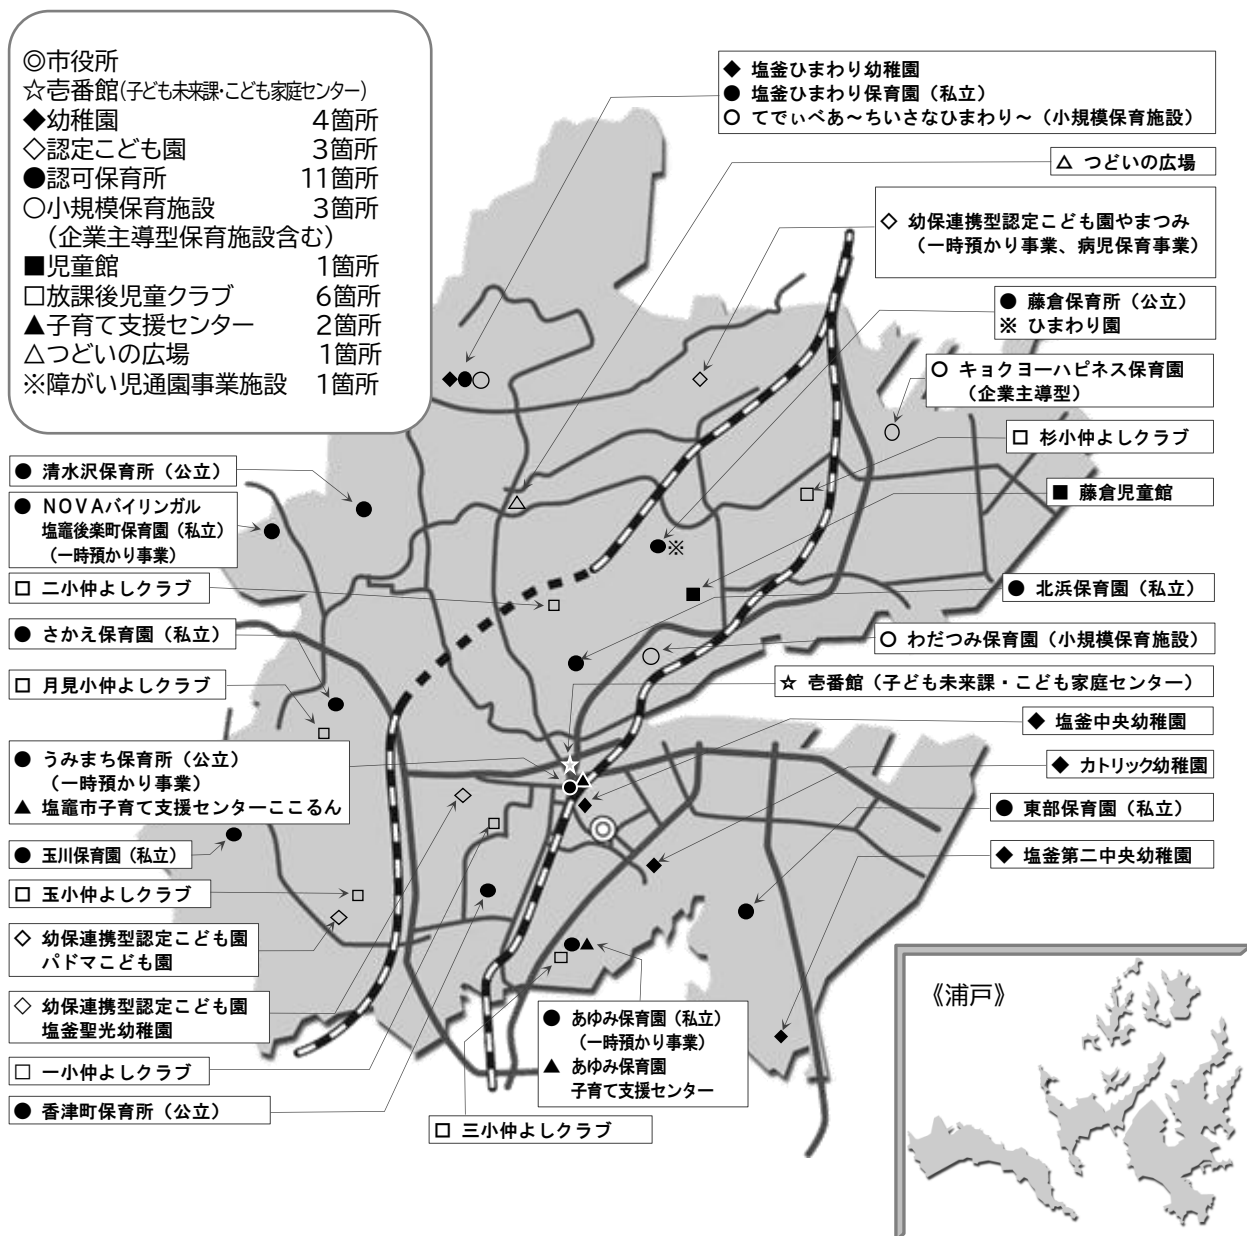 ◎市役所
☆壱番館(子ども未来課・こども家庭センター)
◆幼稚園 4箇所
◇認定こども園 3箇所
●認可保育所 11箇所
○小規模保育施設 3箇所
(企業主導型保育施設含む)
■児童館 1箇所
□放課後児童クラブ 6箇所
▲子育て支援センター 2箇所
△つどいの広場 1箇所
※障がい児通園事業施設 1箇所
◆ 塩釜ひまわり幼稚園
● 塩釜ひまわり保育園(私立)
○ てでぃべあ~ちいさなひまわり~(小規模保育施設)
△ つどいの広場
◇ 幼保連携型認定こども園やまつみ
(一時預かり事業、病児保育事業)
● 藤倉保育所(公立)
※ ひまわり園
○ キョクヨーハピネス保育園
(企業主導型)
□ 杉小仲よしクラブ
■ 藤倉児童館
● 北浜保育園(私立)
○ わだつみ保育園(小規模保育施設)
☆ 壱番館(子ども未来課・こども家庭センター)
◆ 塩釜中央幼稚園
◆ カトリック幼稚園
● 東部保育園(私立)
◆ 塩釜第二中央幼稚園
● 清水沢保育所(公立)
● NOVAバイリンガル
塩竈後楽町保育園(私立)
(一時預かり事業)
□ 二小仲よしクラブ
● さかえ保育園(私立)
□ 月見小仲よしクラブ
● うみまち保育所(公立)
(一時預かり事業)
▲ 塩竈市子育て支援センターここるん
● 玉川保育園(私立)
□ 玉小仲よしクラブ
◇ 幼保連携型認定こども園
パドマこども園
◇ 幼保連携型認定こども園
塩釜聖光幼稚園
□ 一小仲よしクラブ
● 香津町保育所(公立)
● あゆみ保育園(私立)
(一時預かり事業)
▲ あゆみ保育園
子育て支援センター
□ 三小仲よしクラブ
※
《浦戸》